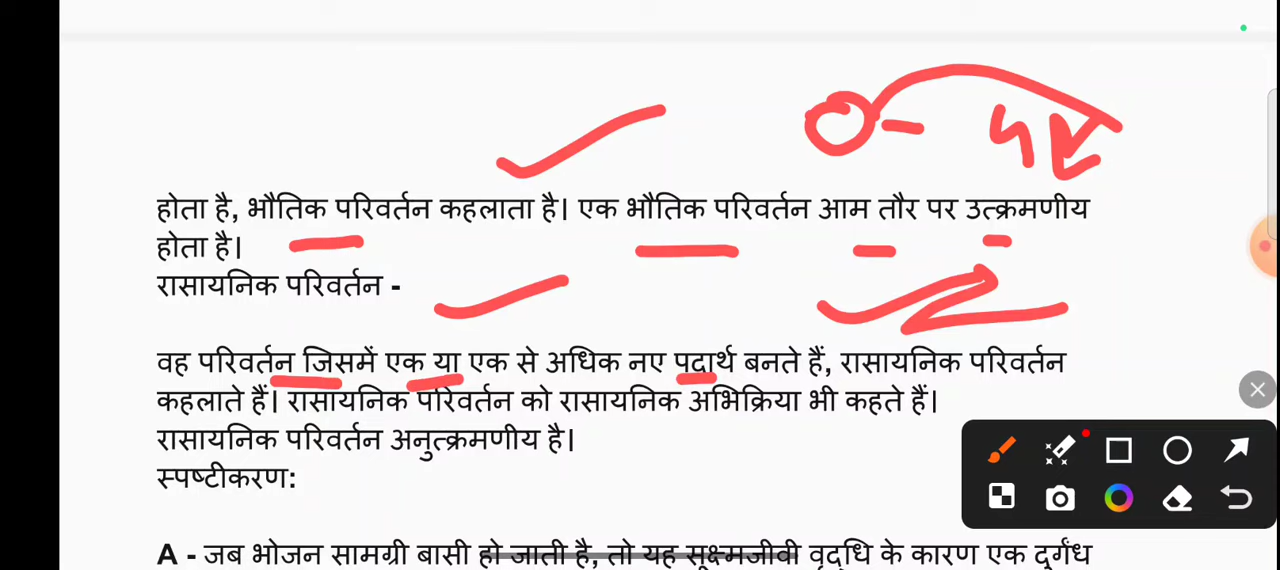 होता है, भौतिक परिवर्तन कहलाता है। एक भौतिक परिवर्तन आम तौर पर उत्क्रमणीय
होता है।
रासायनिक परिवर्तन -
वह परिवर्तन जिसमें एक या एक से अधिक नए पदार्थ बनते हैं, रासायनिक परिवर्तन
कहलाते हैं। रासायनिक परिवर्तन को रासायनिक अभिक्रिया भी कहते हैं।
रासायनिक परिवर्तन अनुत्क्रमणीय है।
स्पष्टीकरण:
A - जब भोजन सामग्री बासी हो जाती है, तो यह सूक्ष्मजीवी वृद्धि के कारण एक दुर्गंध